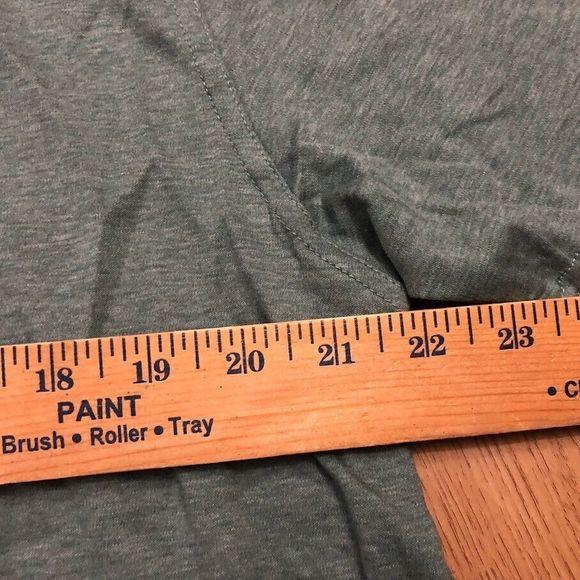 18 19 20 21 22 23
PAINT
Brush • Roller • Tray